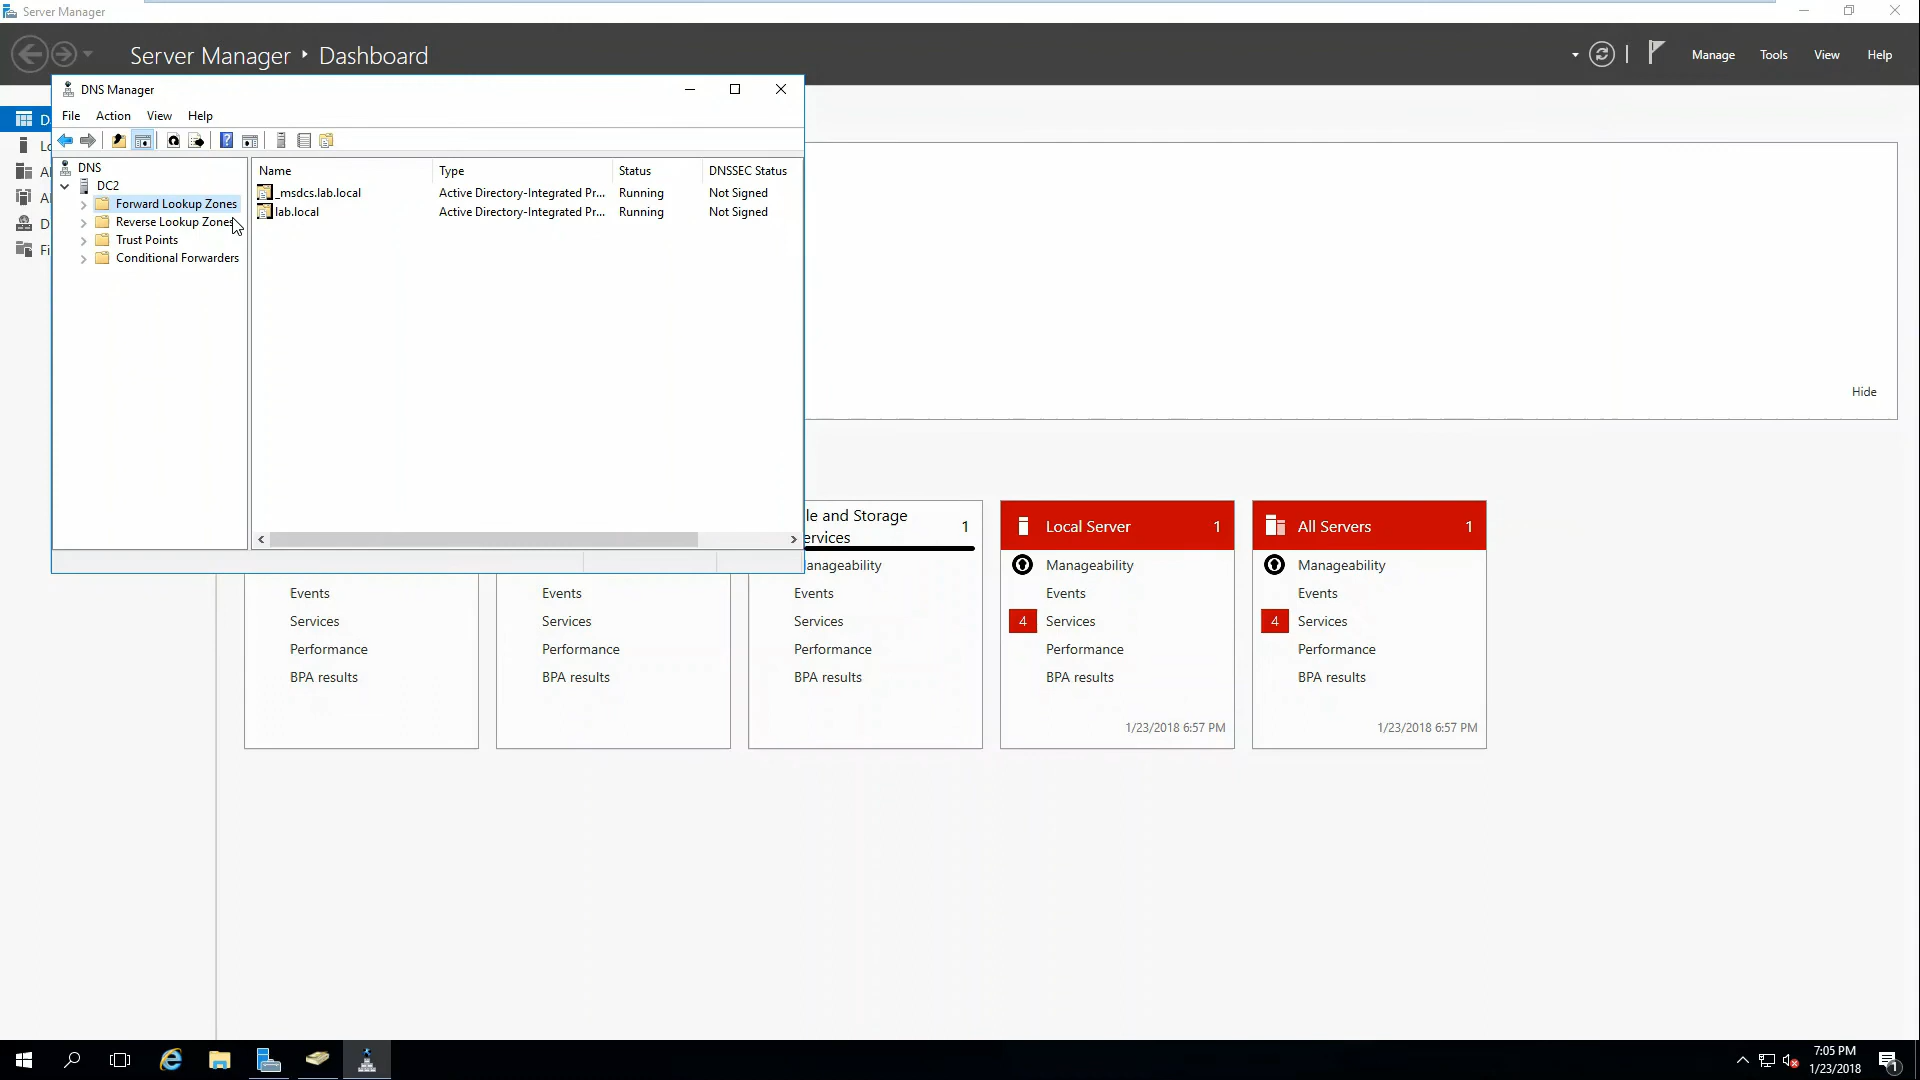 Server Manager
Server Manager ‣ Dashboard
Manage Tools View Help
DNS Manager
File Action View Help
DNS
DC2
Forward Lookup Zones
Reverse Lookup Zones
Trust Points
Conditional Forwarders
Name Type Status DNSSEC Status
_msdcs.lab.local Active Directory-Integrated Pr... Running Not Signed
lab.local Active Directory-Integrated Pr... Running Not Signed
Hide
le and Storage
ervices
1
anageability
Events
Services
Performance
BPA results
Events
Services
Performance
BPA results
Events
Services
Performance
BPA results
Local Server 1
Manageability
Events
4 Services
Performance
BPA results
1/23/2018 6:57 PM
All Servers 1
Manageability
Events
4 Services
Performance
BPA results
1/23/2018 6:57 PM
7:05 PM
1/23/2018
1